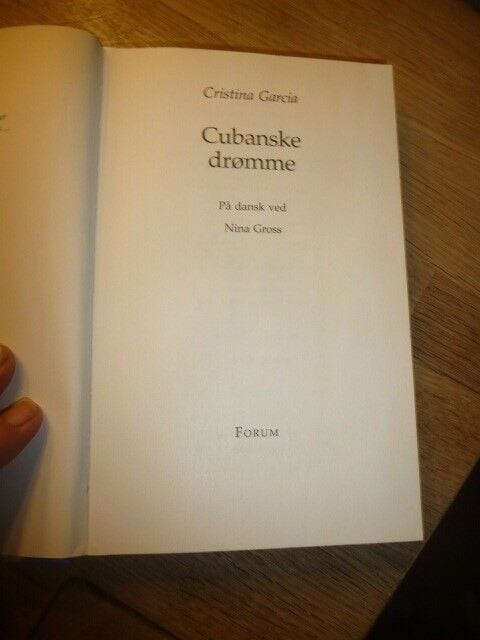 Cristina Garcia
Cubanske
drømme
På dansk ved
Nina Gross
FORUM